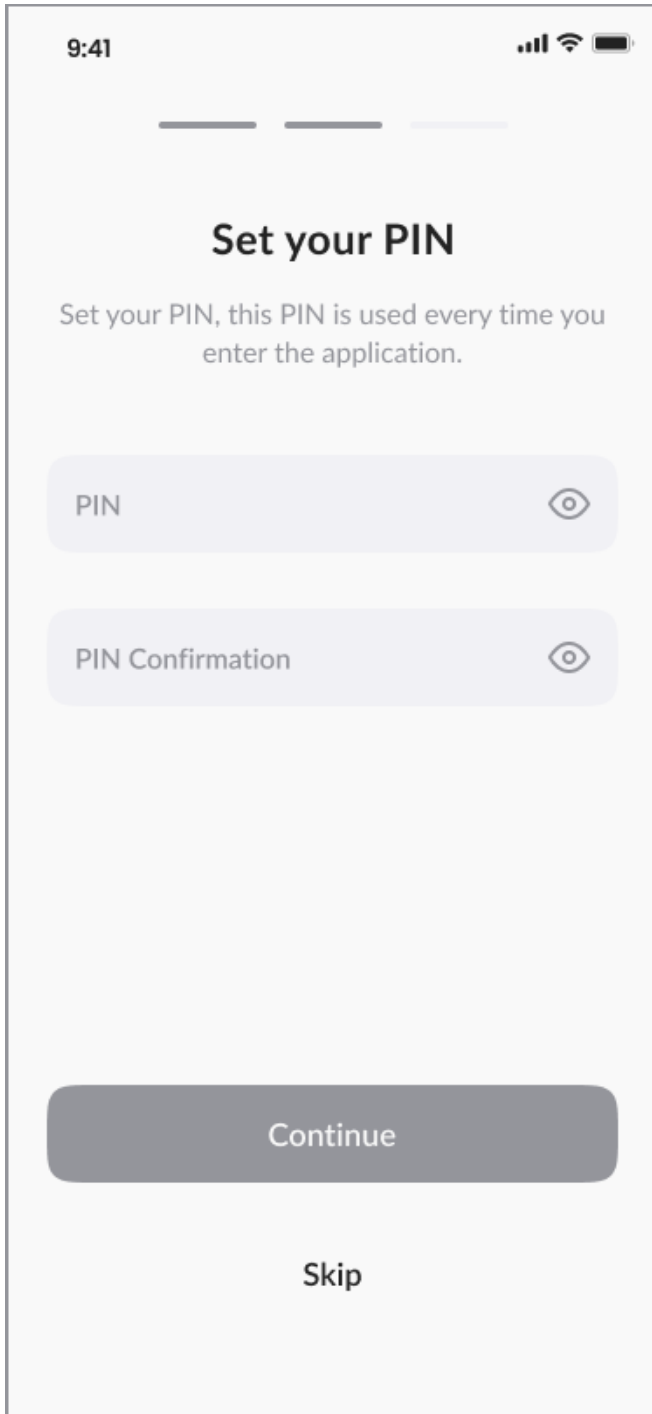 9:41
Set your PIN
Set your PIN, this PIN is used every time you
enter the application.
PIN
PIN Confirmation
Continue
Skip